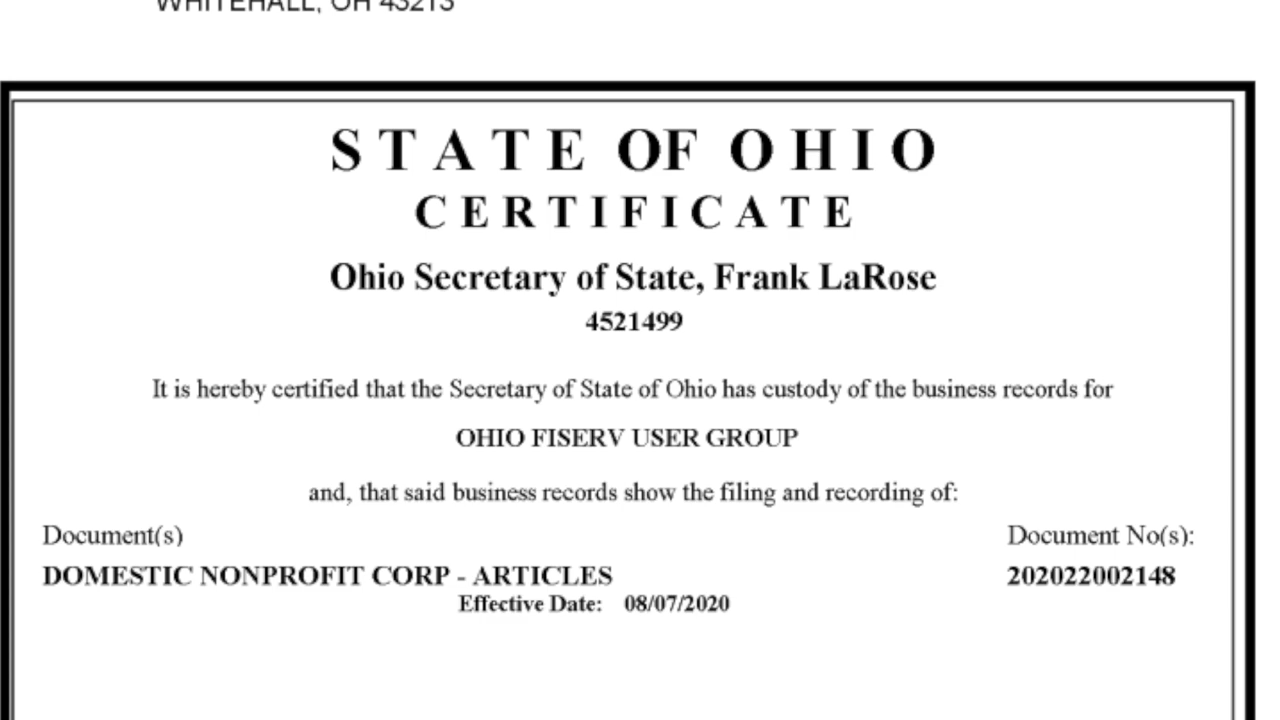 WHITEHALL, OH 43213
STATE OF OHIO
CERTIFICATE
Ohio Secretary of State, Frank LaRose
4521499
It is hereby certified that the Secretary of State of Ohio has custody of the business records for
OHIO FISERV USER GROUP
and, that said business records show the filing and recording of:
Document(s) Document No(s):
DOMESTIC NONPROFIT CORP - ARTICLES 202022002148
Effective Date: 08/07/2020